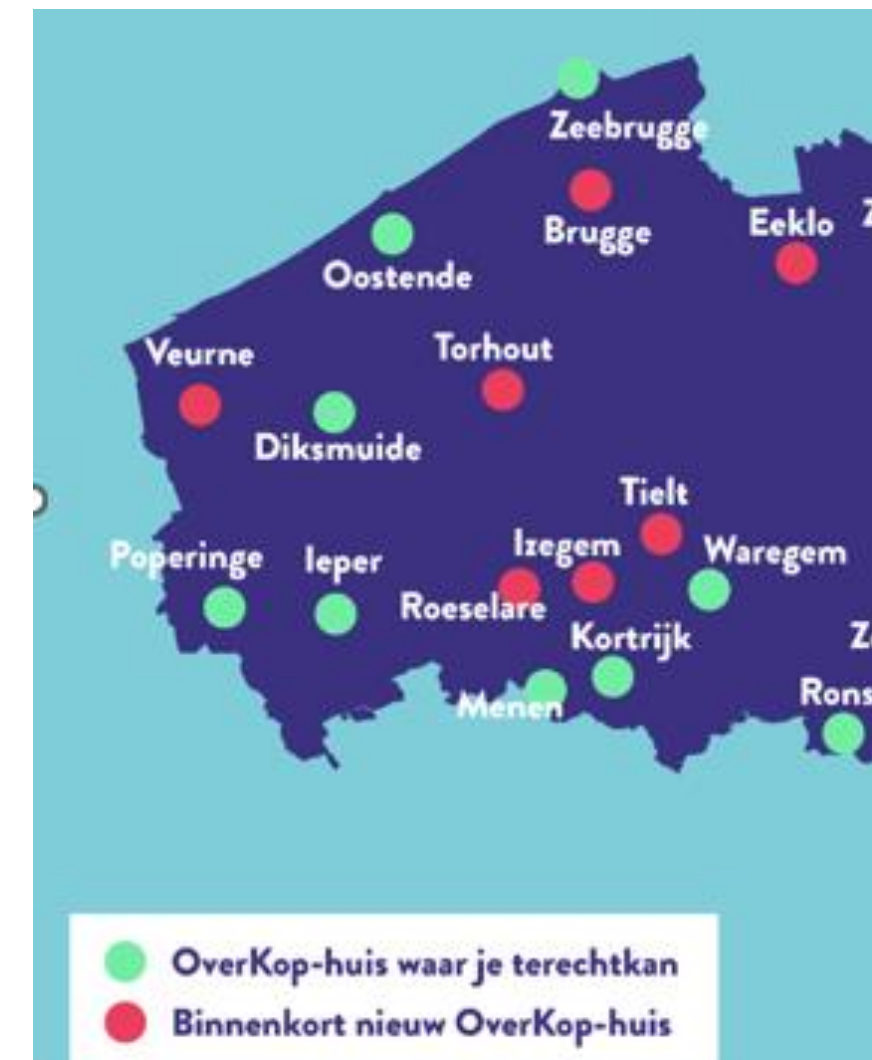 Zeebrugge
Brugge
Eeklo
Oostende
Veurne
Torhout
Diksmuide
Tielt
Izegem
Waregem
Poperinge
Ieper
Roeselare
Kortrijk
Menen
OverKop-huis waar je terechtkan
Binnenkort nieuw OverKop-huis